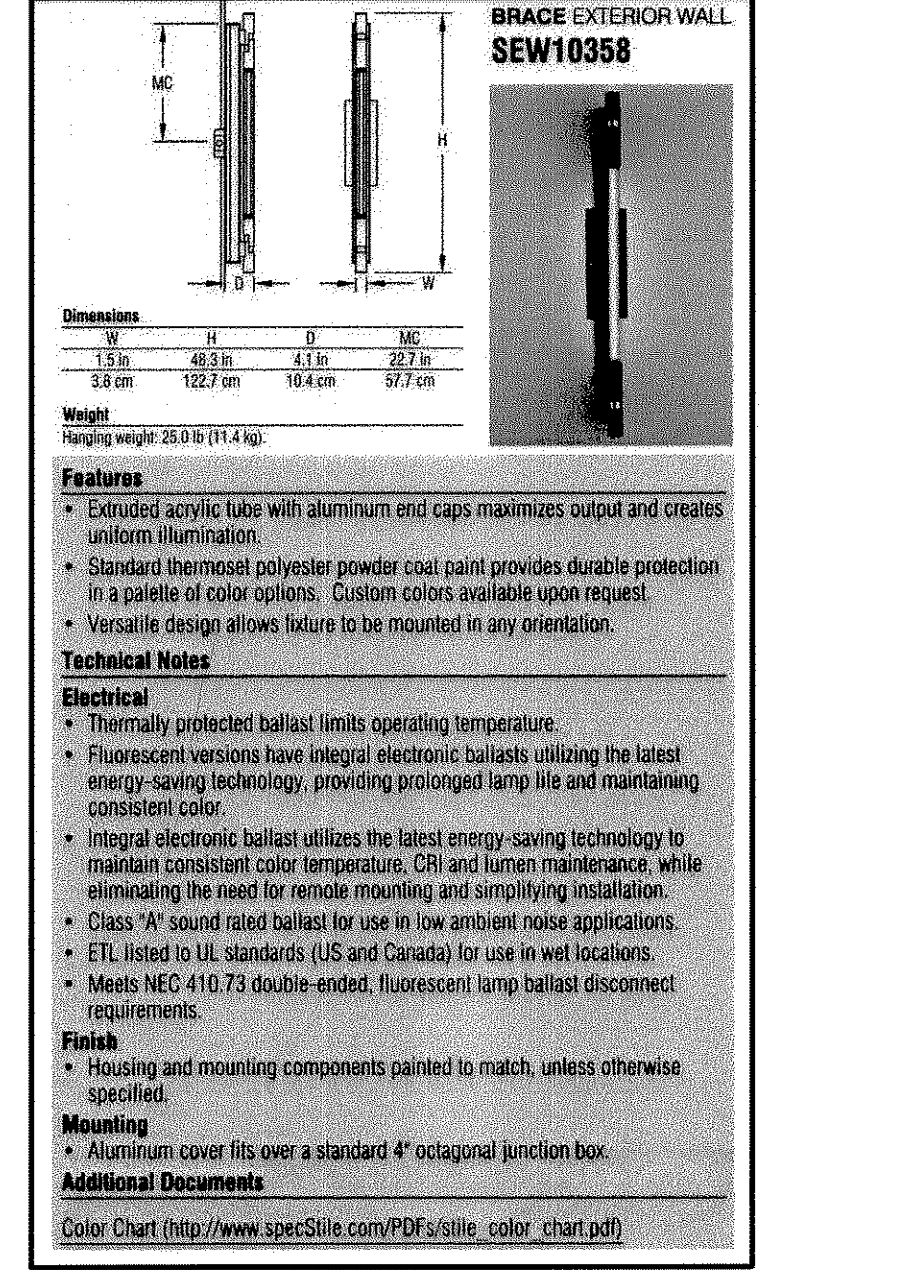 BRACE EXTERIOR WALL
SEW10358
MC
H
D
W
Dimensions
W H D MC
1.5 in 48.3 in 4.1 in 22.7 in
3.8 cm 122.7 cm 10.4 cm 57.7 cm
Weight
Hanging weight: 25.0 lb (11.4 kg).
Features
• Extruded acrylic tube with aluminum end caps maximizes output and creates
uniform illumination.
• Standard thermoset polyester powder coat paint provides durable protection
in a palette of color options. Custom colors available upon request.
• Versatile design allows fixture to be mounted in any orientation.
Technical Notes
Electrical
• Thermally protected ballast limits operating temperature.
• Fluorescent versions have integral electronic ballasts utilizing the latest
energy-saving technology, providing prolonged lamp life and maintaining
consistent color.
• Integral electronic ballast utilizes the latest energy-saving technology to
maintain consistent color temperature, CRI and lumen maintenance, while
eliminating the need for remote mounting and simplifying installation.
• Class "A" sound rated ballast for use in low ambient noise applications.
• ETL listed to UL standards (US and Canada) for use in wet locations.
• Meets NEC 410.73 double-ended, fluorescent lamp ballast disconnect
requirements.
Finish
• Housing and mounting components painted to match, unless otherwise
specified.
Mounting
• Aluminum cover fits over a standard 4" octagonal junction box.
Additional Documents
Color Chart (http://www.specStile.com/PDFs/stile_color_chart.pdf)